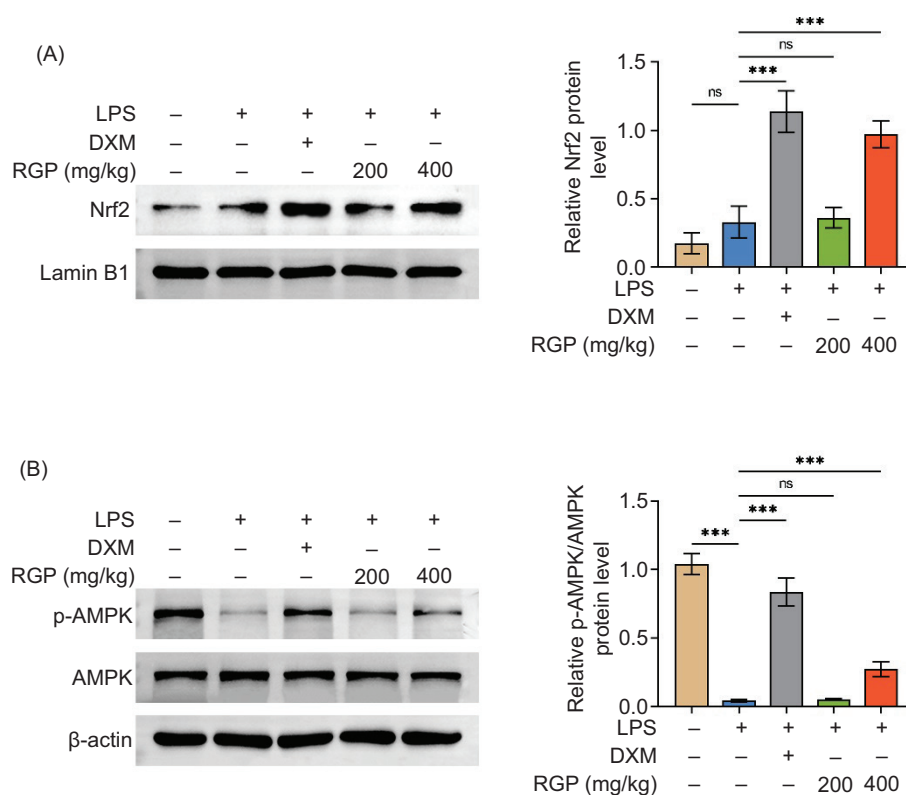 (A)
LPS – + + + +
DXM – – + – –
RGP (mg/kg) – – – 200 400
Nrf2
Lamin B1
***
ns
***
ns
Relative Nrf2 protein
level
1.5
1.0
0.5
0.0
LPS – + + + +
DXM – – + – –
RGP (mg/kg) – – – 200 400
(B)
LPS – + + + +
DXM – – + – –
RGP (mg/kg) – – – 200 400
p-AMPK
AMPK
β-actin
***
ns
***
***
Relative p-AMPK/AMPK
protein level
1.5
1.0
0.5
0.0
LPS – + + + +
DXM – – + – –
RGP (mg/kg) – – – 200 400